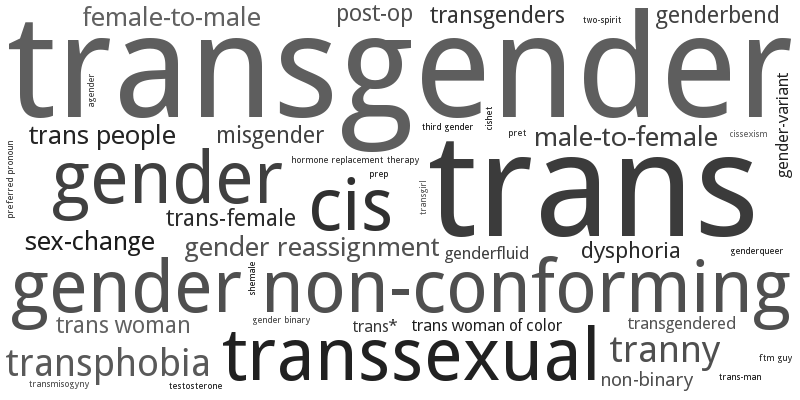 female-to-male
post-op
transgenders
two-spirit
genderbend
transgender
agender
gender-variant
trans people
misgender
third gender
cishet
pret
male-to-female
cissexism
preferred pronoun
gender
hormone replacement therapy
prep
cis
transgirl
trans
trans-female
sex-change
gender reassignment
genderfluid
dysphoria
genderqueer
gender non-conforming
shemale
trans woman
gender binary
trans*
trans woman of color
transgendered
transphobia
transsexual
tranny
ftm guy
transmisogyny
testosterone
non-binary
trans-man